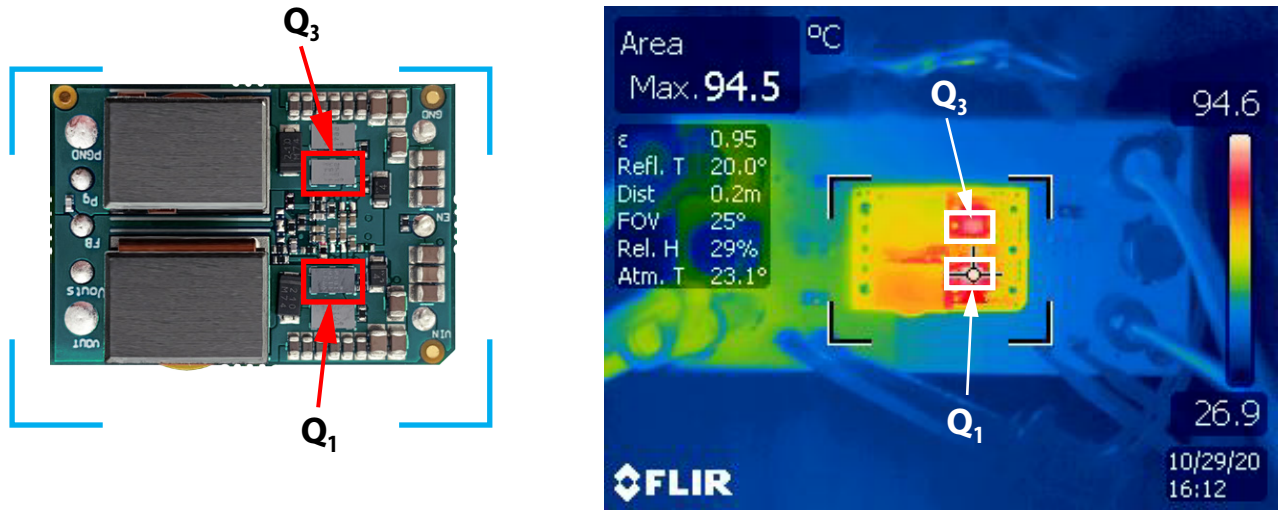 Q3
PGND
Pg
FB
Vouts
VOUT
GND
EN
VIN
Q1
Area
Max. 94.5
°C
ε 0.95
Refl. T 20.0°
Dist 0.2m
FOV 25°
Rel. H 29%
Atm. T 23.1°
94.6
Q3
Q1
26.9
10/29/20
16:12
FLIR